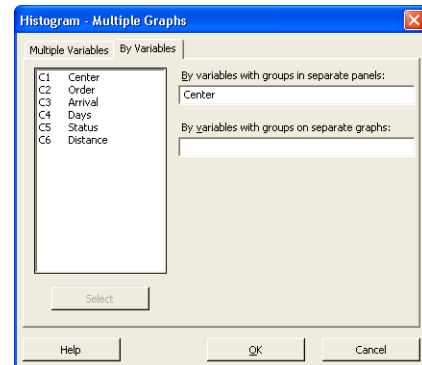 Histogram - Multiple Graphs
Multiple Variables By Variables
C1 Center
C2 Order
C3 Arrival
C4 Days
C5 Status
C6 Distance
By variables with groups in separate panels:
Center
By variables with groups on separate graphs:
Select
Help OK Cancel